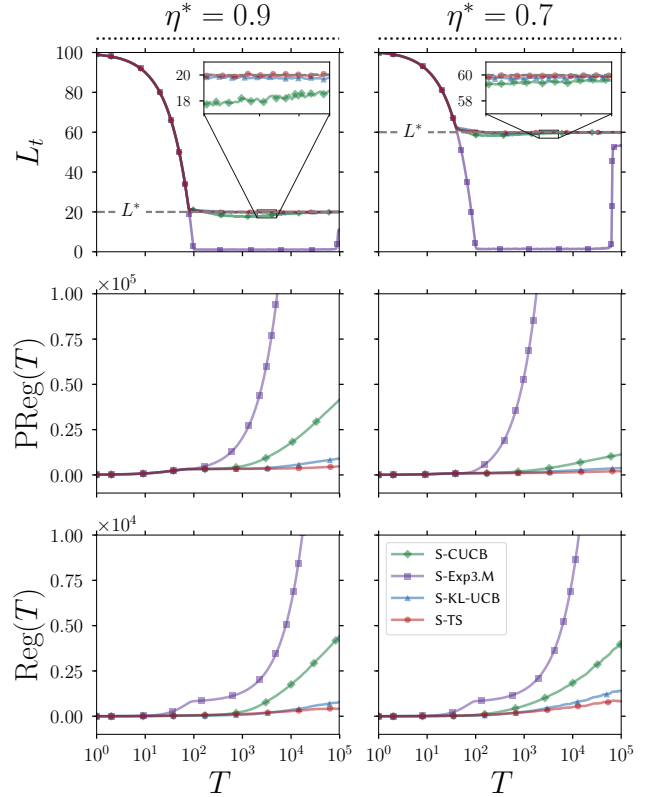 η* = 0.9 η* = 0.7
100
80
60
40
20
0
L_t
L*
20
18
L*
60
58
×10^5
1.00
0.75
0.50
0.25
0.00
PReg(T)
×10^4
1.00
0.75
0.50
0.25
0.00
Reg(T)
S-CUCB
S-Exp3.M
S-KL-UCB
S-TS
10^0 10^1 10^2 10^3 10^4 10^5 10^0 10^1 10^2 10^3 10^4 10^5
T T